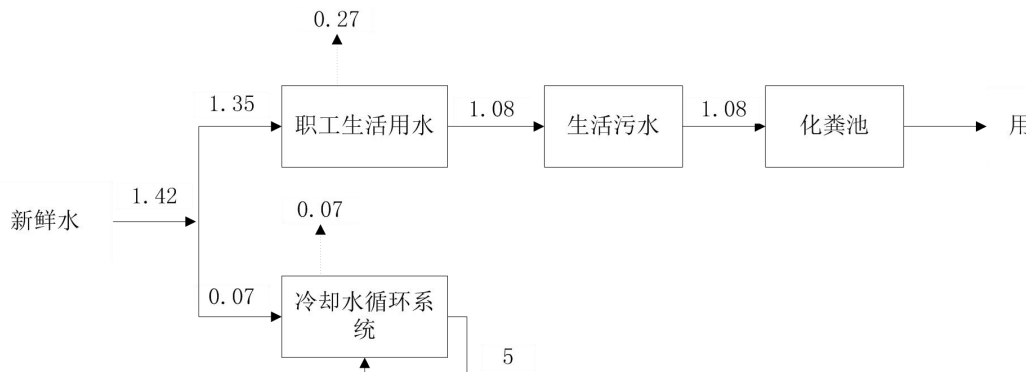 0.27
1.35
职工生活用水
1.08
生活污水
1.08
化粪池
用
新鲜水
1.42
0.07
0.07
冷却水循环系
统
5